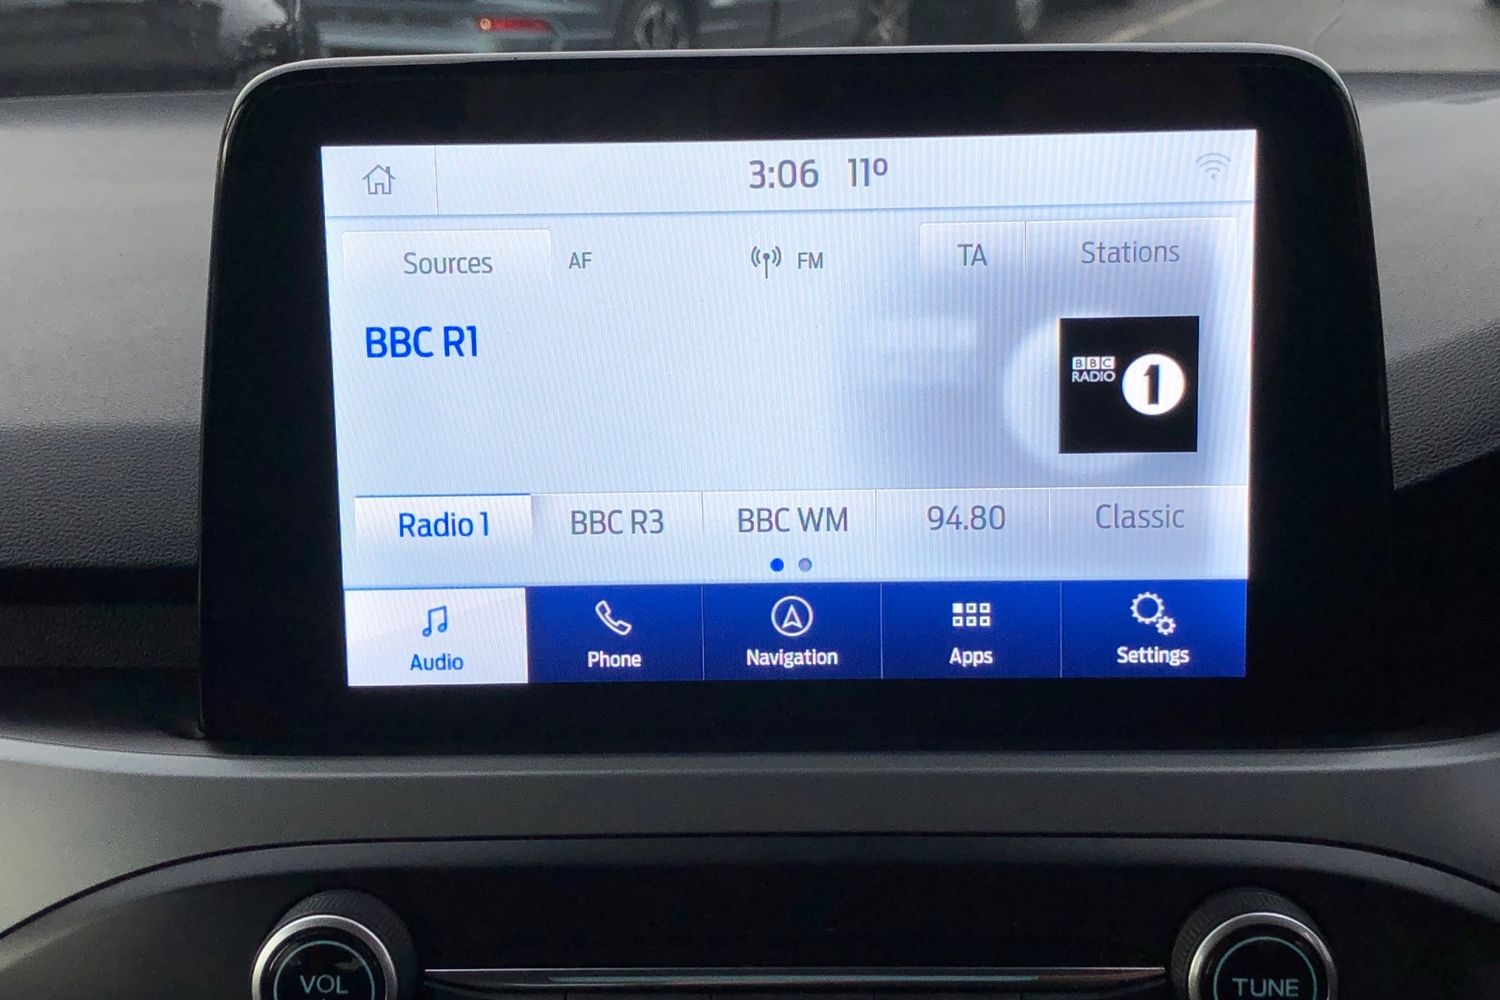 3:06 11º
Sources AF FM TA Stations
BBC R1
BBC
RADIO 1
Radio 1 BBC R3 BBC WM 94.80 Classic
Audio Phone Navigation Apps Settings
VOL TUNE